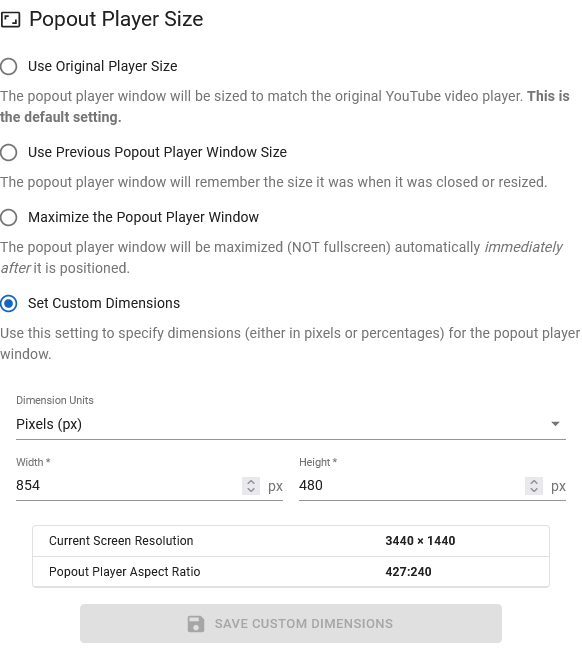 Popout Player Size
Use Original Player Size
The popout player window will be sized to match the original YouTube video player. This is
the default setting.
Use Previous Popout Player Window Size
The popout player window will remember the size it was when it was closed or resized.
Maximize the Popout Player Window
The popout player window will be maximized (NOT fullscreen) automatically immediately
after it is positioned.
Set Custom Dimensions
Use this setting to specify dimensions (either in pixels or percentages) for the popout player
window.
Dimension Units
Pixels (px)
Width * Height *
854 px 480 px
Current Screen Resolution 3440 × 1440
Popout Player Aspect Ratio 427:240
SAVE CUSTOM DIMENSIONS